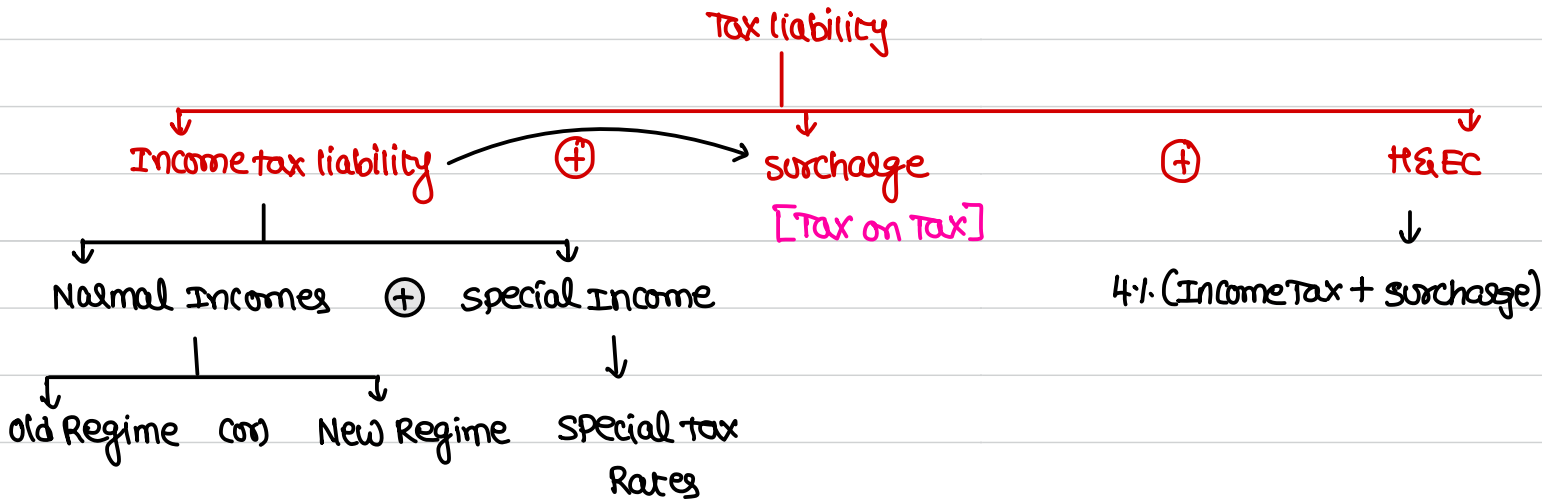 Tax liability
Income tax liability + Surcharge + H&EC
[Tax on Tax]
Normal Incomes + Special Income 4% (Income Tax + Surcharge)
Old Regime (or) New Regime Special tax
Rates